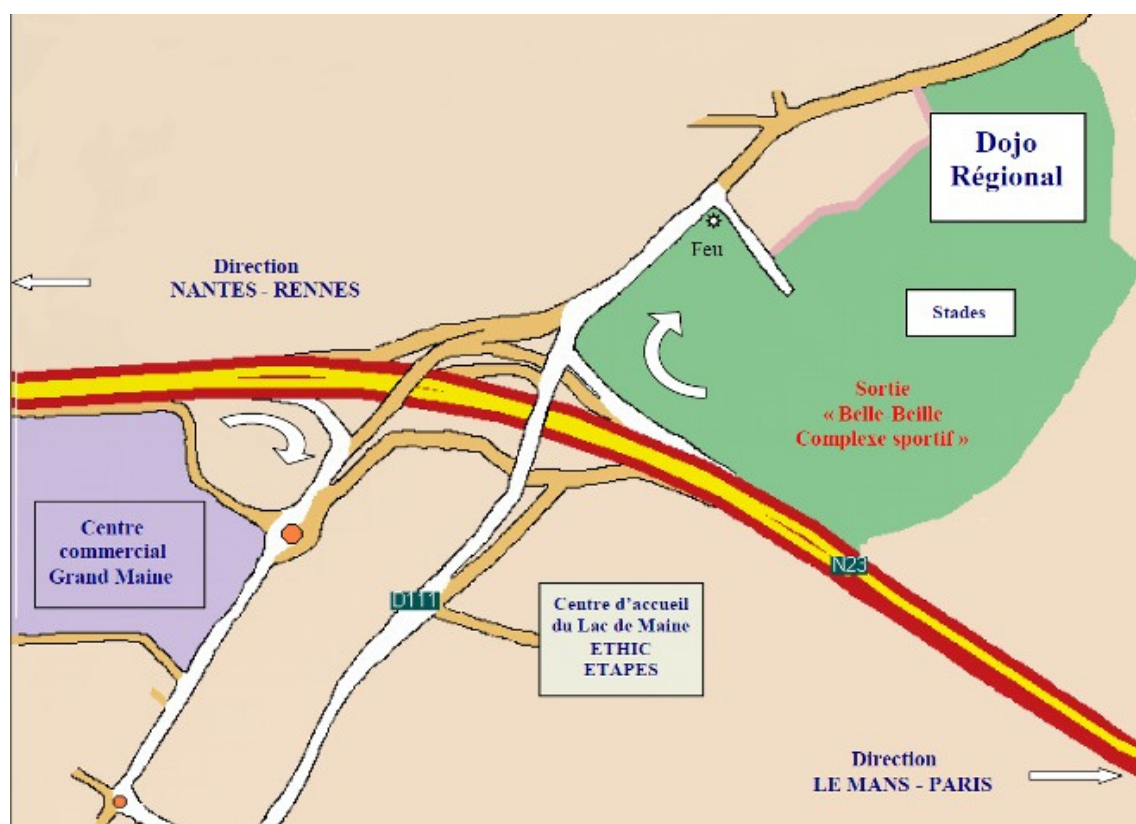 Dojo
Régional
Feu
Direction
NANTES - RENNES
Stades
Sortie
« Belle Beille
Complexe sportif »
Centre
commercial
Grand Maine
N23
D111
Centre d’accueil
du Lac de Maine
ETHIC
ETAPES
Direction
LE MANS - PARIS